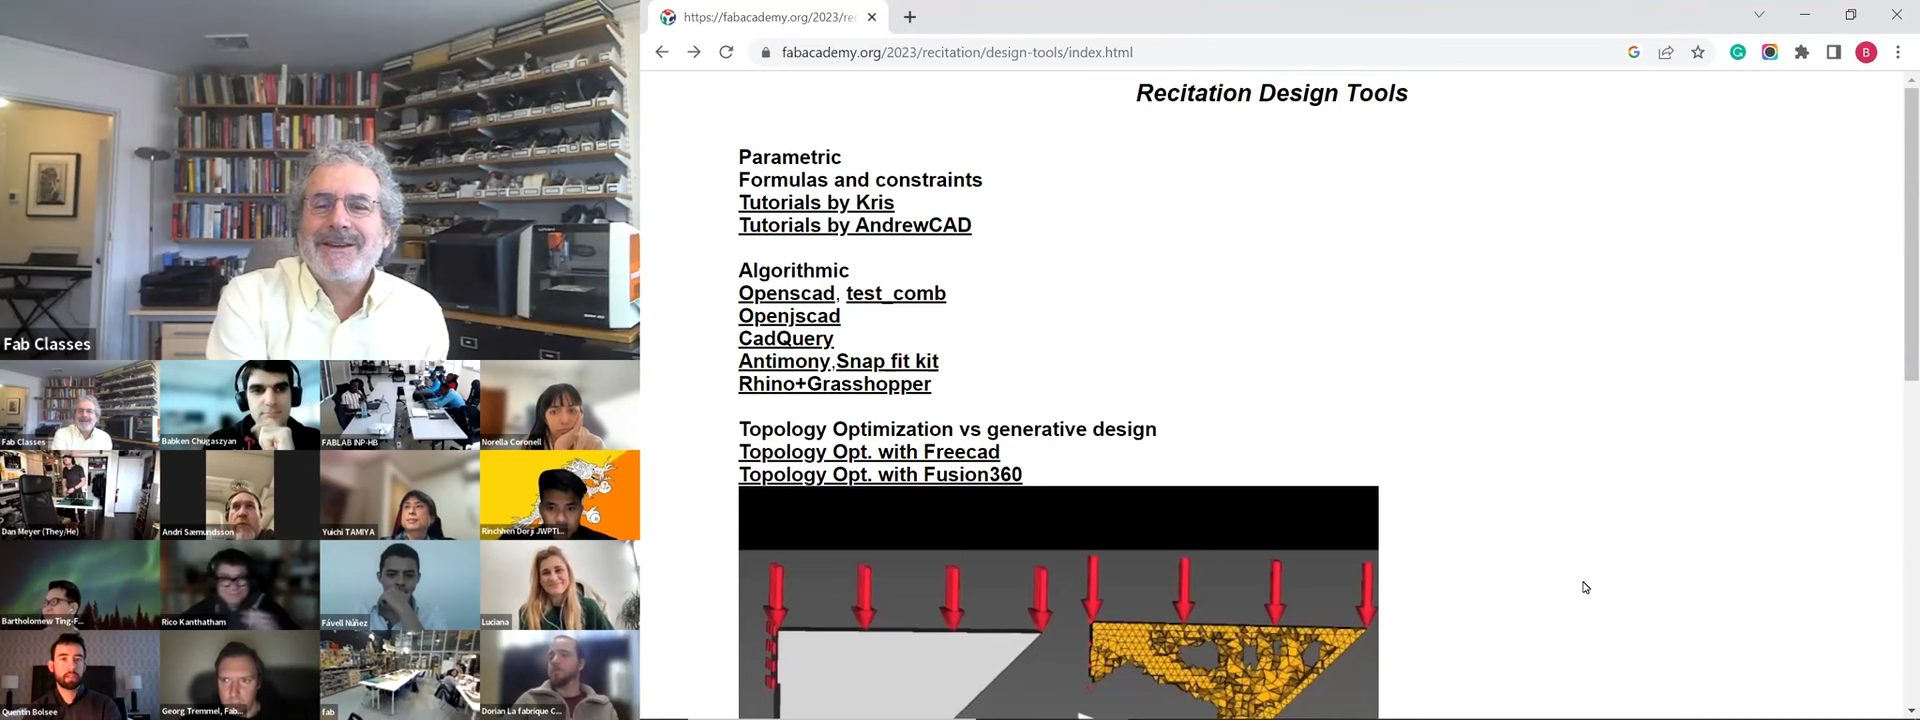 Fab Classes
Fab Classes
Babken Chugaszyan
FABLAB INP-HB
Norella Coronell
Dan Meyer (They/He)
Andri Sæmundsson
Yuichi TAMIYA
Rinchhen Dorji JWPTI...
Bartholomew Ting-F...
Rico Kanthatham
Fávell Núñez
Luciana
Quentin Bolsee
Georg Tremmel, Fab...
fab
Dorian La fabrique C...
https://fabacademy.org/2023/rec
fabacademy.org/2023/recitation/design-tools/index.html
B
Recitation Design Tools
Parametric
Formulas and constraints
Tutorials by Kris
Tutorials by AndrewCAD
Algorithmic
Openscad, test_comb
Openjscad
CadQuery
Antimony,Snap fit kit
Rhino+Grasshopper
Topology Optimization vs generative design
Topology Opt. with Freecad
Topology Opt. with Fusion360